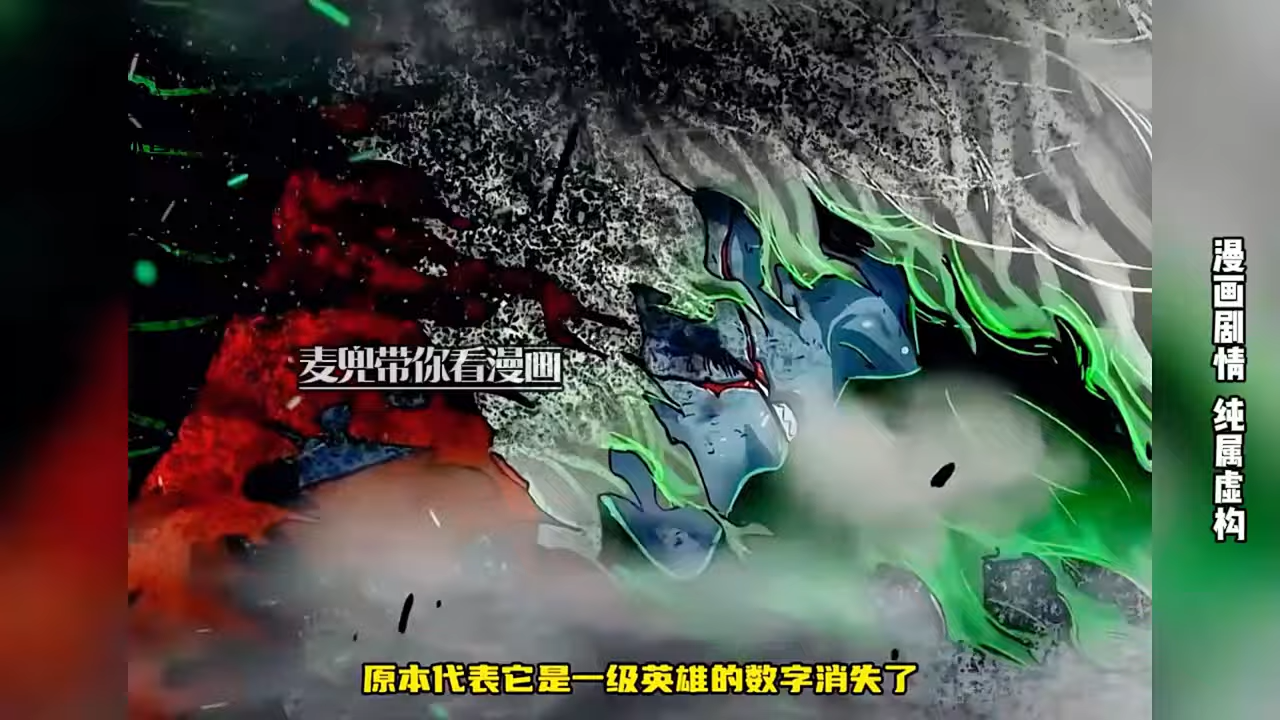 麦兜带你看漫画
漫画剧情 纯属虚构
原本代表它是一级英雄的数字消失了